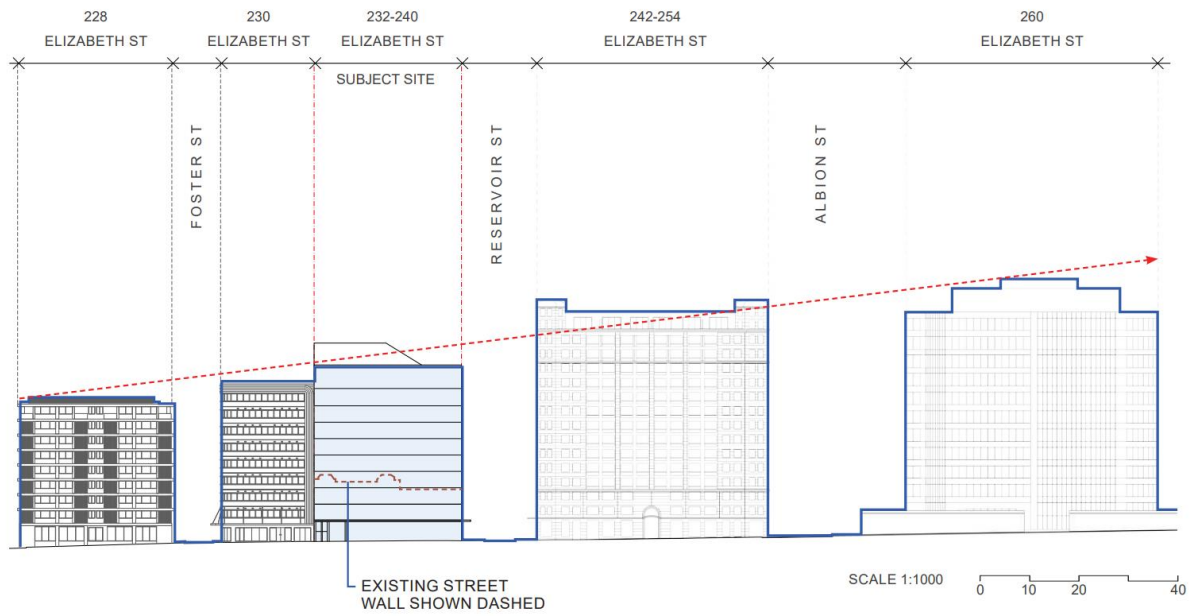 228
ELIZABETH ST
230
ELIZABETH ST
232-240
ELIZABETH ST
242-254
ELIZABETH ST
260
ELIZABETH ST
SUBJECT SITE
FOSTER ST
RESERVOIR ST
ALBION ST
EXISTING STREET
WALL SHOWN DASHED
SCALE 1:1000
0 10 20 40